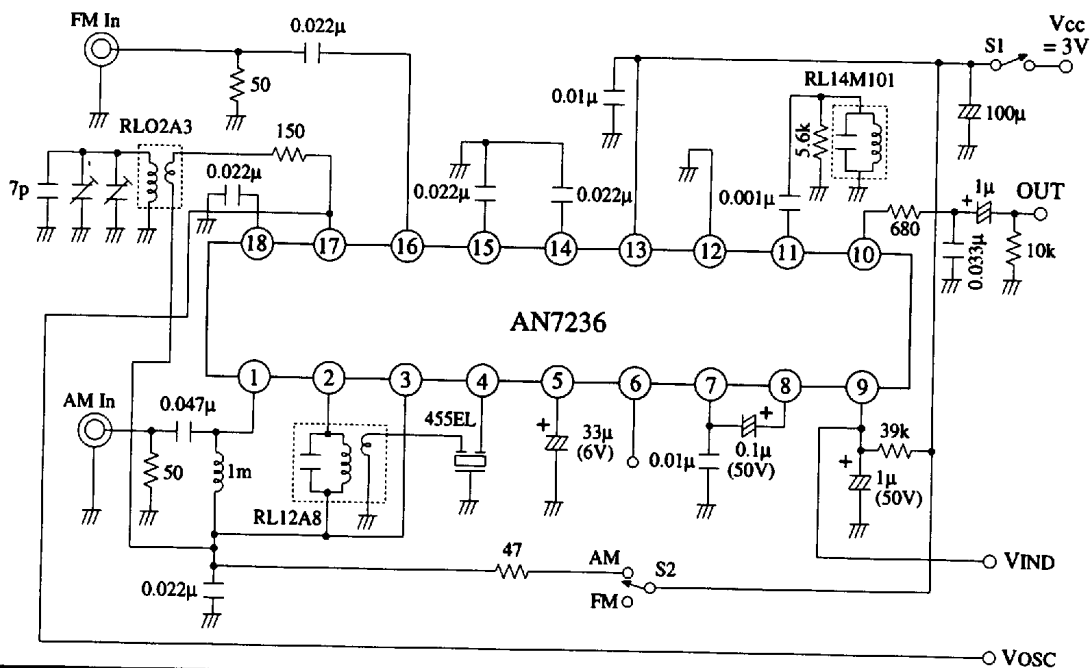 FM In
0.022μ
50
RLO2A3
150
0.022μ
7p
0.022μ
0.022μ
0.01μ
RL14M101
5.6k
0.001μ
S1
Vcc
= 3V
100μ
1μ
+
OUT
680
0.033μ
10k
18
17
16
15
14
13
12
11
10
AN7236
1
2
3
4
5
6
7
8
9
AM In
0.047μ
50
1m
RL12A8
455EL
+
33μ
(6V)
0.01μ
+
0.1μ
(50V)
39k
+
1μ
(50V)
0.022μ
47
AM
FM
S2
VIND
VOSC